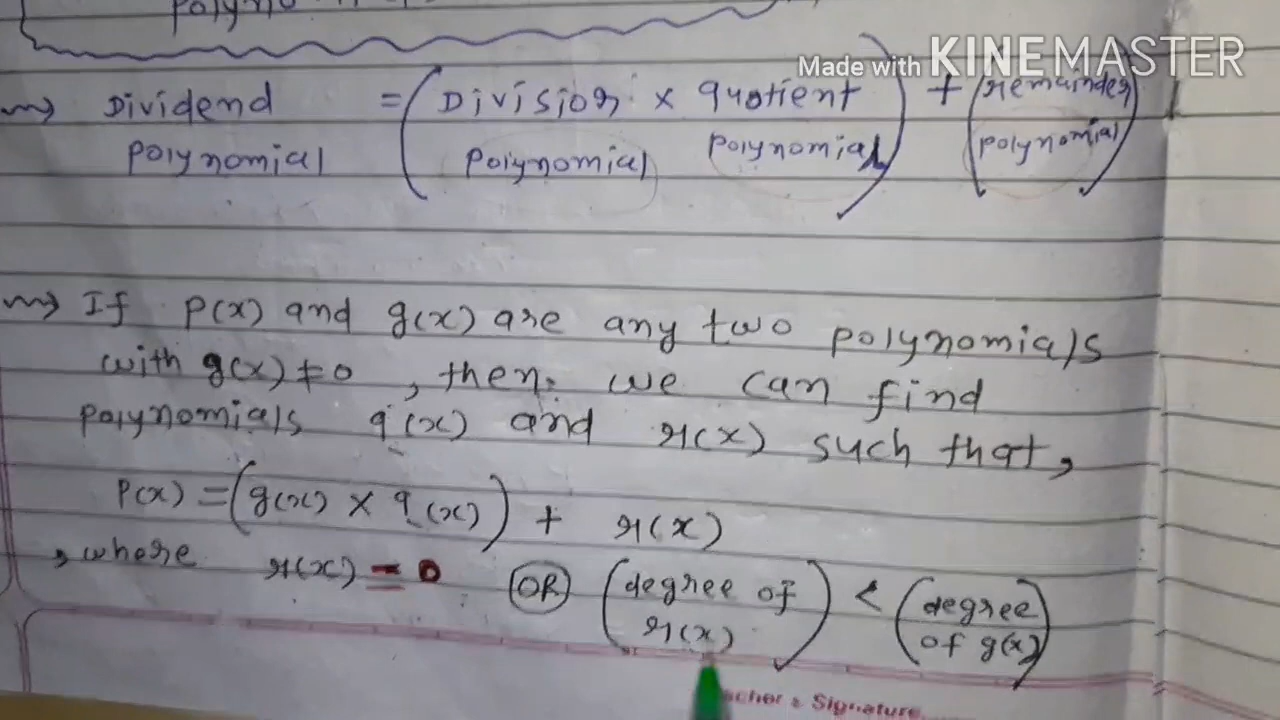 Made with KINEMASTER
Dividend = (Division x quotient) + (remainder
polynomial polynomial polynomial polynomial)
If p(x) and g(x) are any two polynomials
with g(x) ≠ 0, then, we can find
polynomials q(x) and r(x) such that,
p(x) = (g(x) × q(x)) + r(x)
, where r(x) = 0 OR (degree of r(x)) < (degree of g(x))
Signature